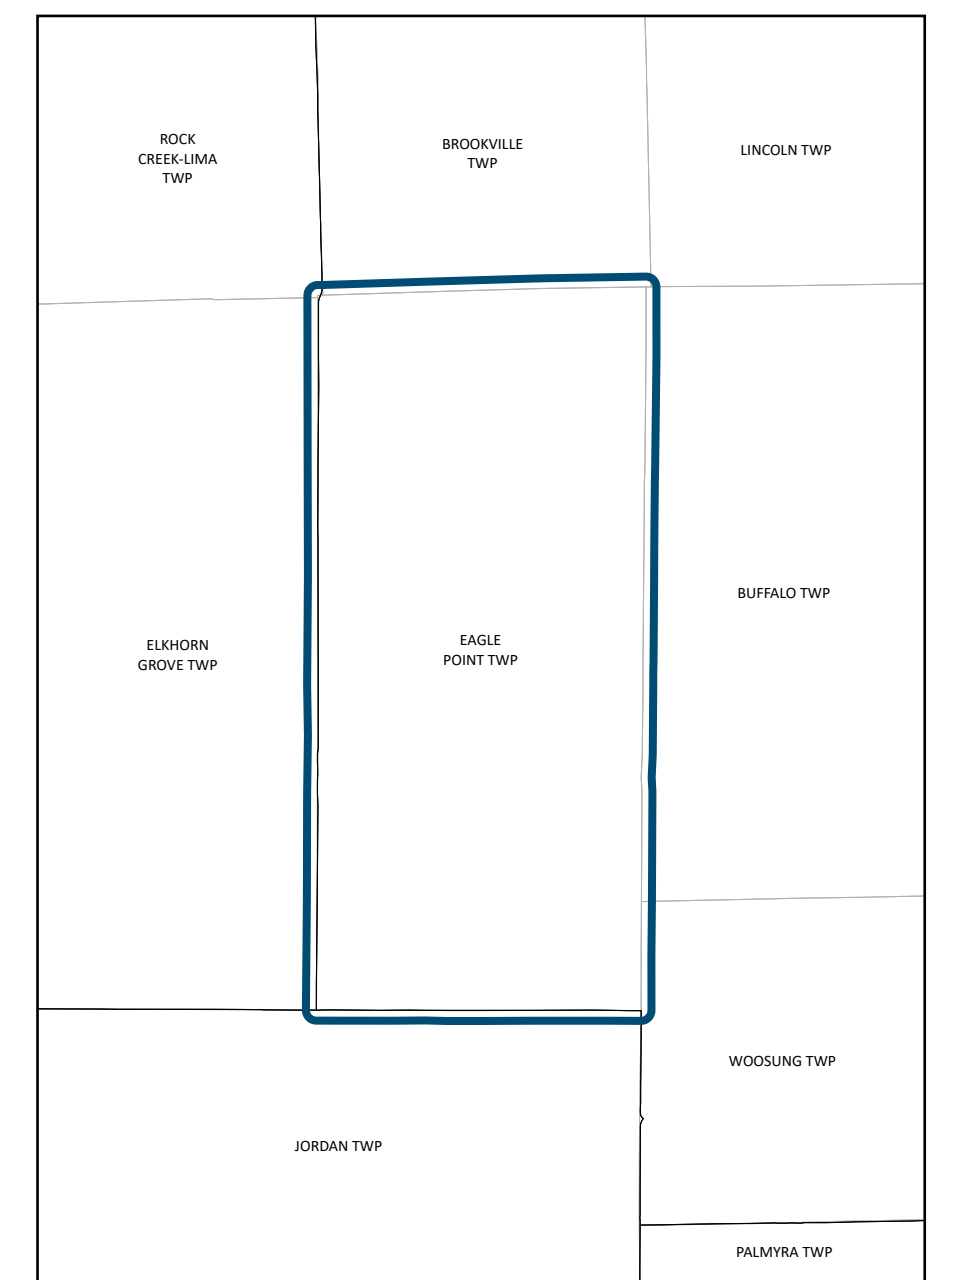 ROCK
CREEK-LIMA
TWP
BROOKVILLE
TWP
LINCOLN TWP
ELKHORN
GROVE TWP
EAGLE
POINT TWP
BUFFALO TWP
WOOSUNG TWP
JORDAN TWP
PALMYRA TWP